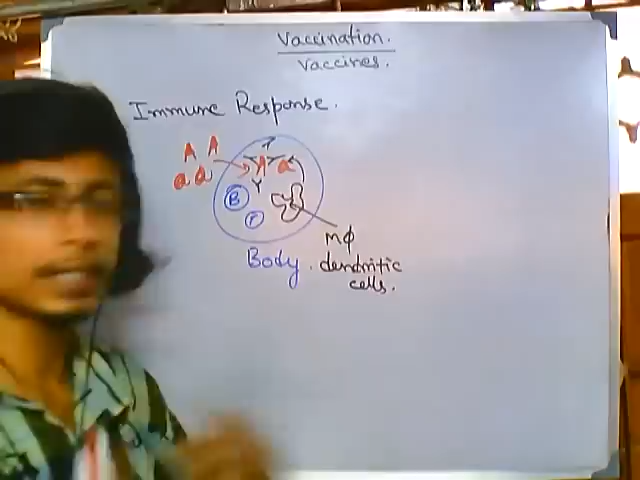 Vaccination.
Vaccines.
Immune Response.
A A
a a
A a
B
T
Mφ
Body. dendritic
cells.